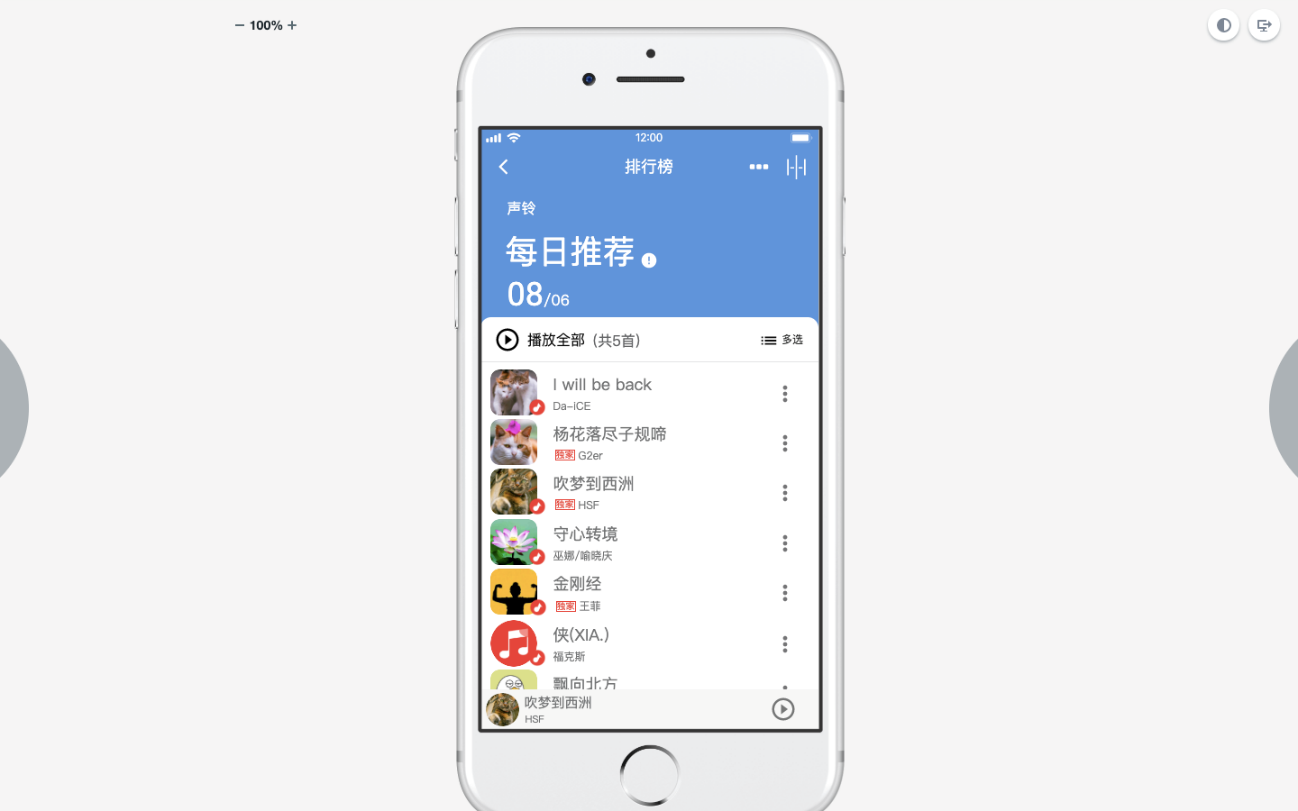 − 100% +
12:00
排行榜
声铃
每日推荐
08/06
播放全部 (共5首) 多选
I will be back
Da-iCE
杨花落尽子规啼
独家 G2er
吹梦到西洲
独家 HSF
守心转境
巫娜/喻晓庆
金刚经
独家 王菲
侠(XIA.)
福克斯
飘向北方
吹梦到西洲
HSF